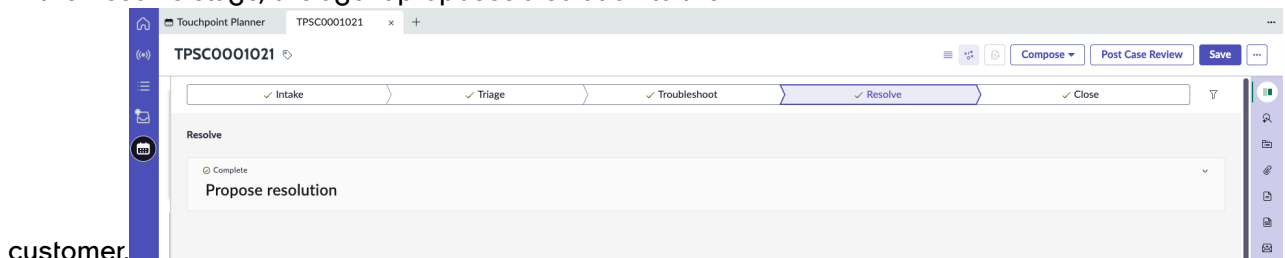 Touchpoint Planner TPSC0001021 × +
TPSC0001021
Compose Post Case Review Save
Intake Triage Troubleshoot Resolve Close
Resolve
Complete
Propose resolution
customer.